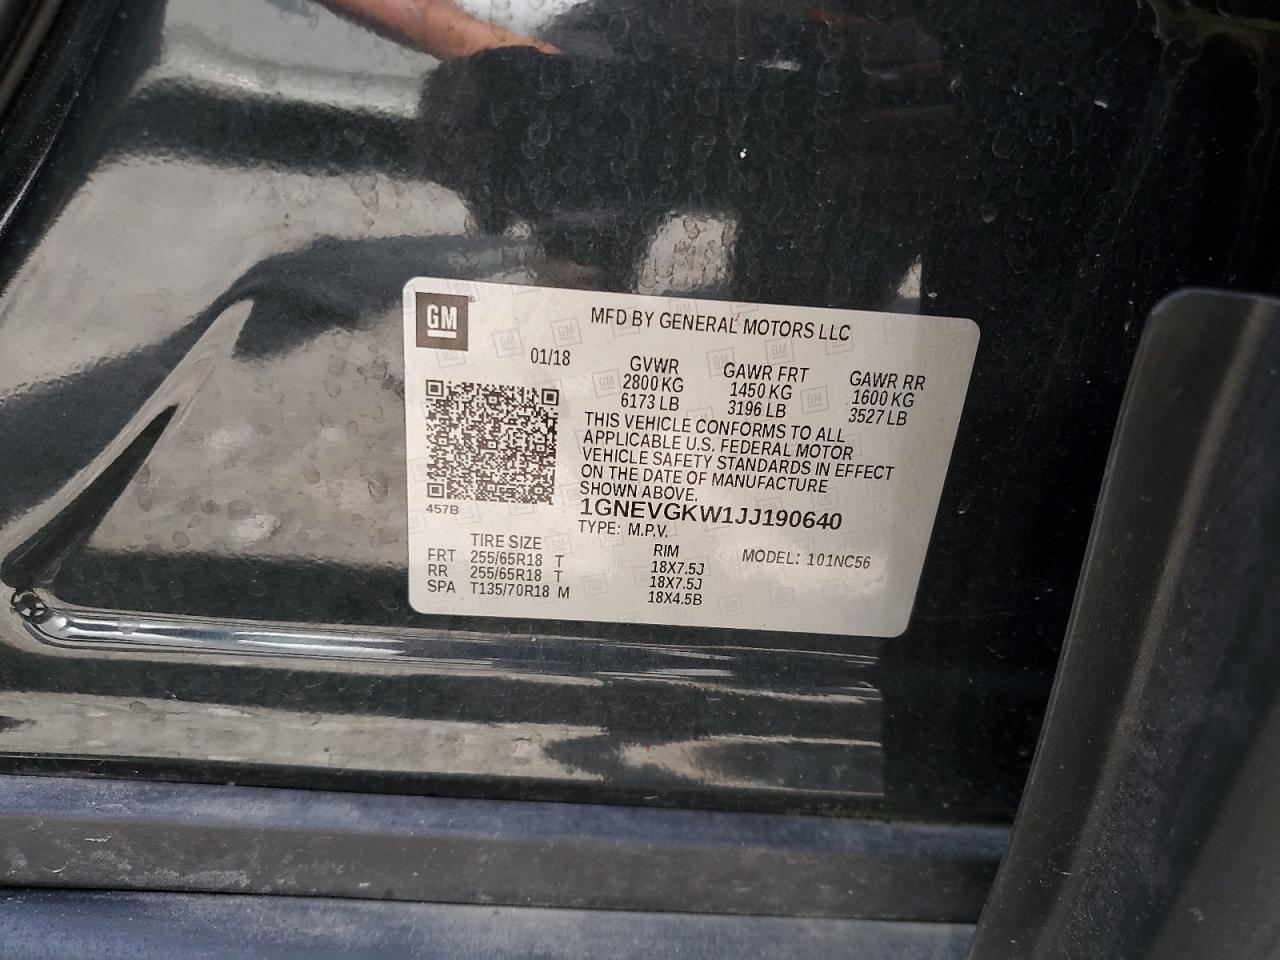 GM
MFD BY GENERAL MOTORS LLC
01/18
GVWR GAWR FRT GAWR RR
2800 KG 1450 KG 1600 KG
6173 LB 3196 LB 3527 LB
THIS VEHICLE CONFORMS TO ALL
APPLICABLE U.S. FEDERAL MOTOR
VEHICLE SAFETY STANDARDS IN EFFECT
ON THE DATE OF MANUFACTURE
SHOWN ABOVE.
457B
1GNEVGKW1JJ190640
TYPE: M.P.V.
MODEL: 101NC56
TIRE SIZE RIM
FRT 255/65R18 T 18X7.5J
RR 255/65R18 T 18X7.5J
SPA T135/70R18 M 18X4.5B